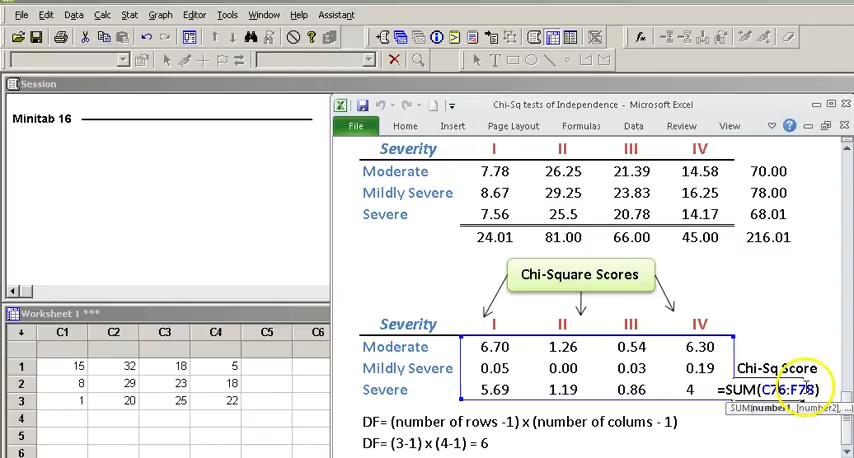 File Edit Data Calc Stat Graph Editor Tools Window Help Assistant
Session
Minitab 16
Chi-Sq tests of Independence - Microsoft Excel
File Home Insert Page Layout Formulas Data Review View
Severity I II III IV
Moderate 7.78 26.25 21.39 14.58 70.00
Mildly Severe 8.67 29.25 23.83 16.25 78.00
Severe 7.56 25.5 20.78 14.17 68.01
24.01 81.00 66.00 45.00 216.01
Chi-Square Scores
Severity I II III IV
Moderate 6.70 1.26 0.54 6.30
Mildly Severe 0.05 0.00 0.03 0.19 Chi-Sq Score
Severe 5.69 1.19 0.86 4 =SUM(C76:F78)
SUM(number1, [number2], ...)
DF= (number of rows -1) x (number of colums - 1)
DF= (3-1) x (4-1) = 6
Worksheet 1 ***
C1 C2 C3 C4 C5 C6
1 15 32 18 5
2 8 29 23 18
3 1 20 25 22
4
5
6